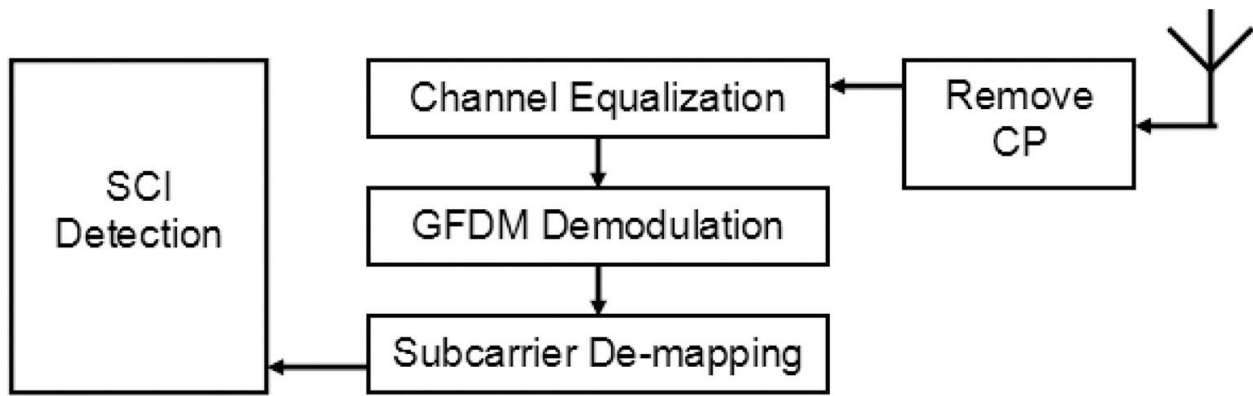 SCI
Detection
Channel Equalization
GFDM Demodulation
Subcarrier De-mapping
Remove
CP